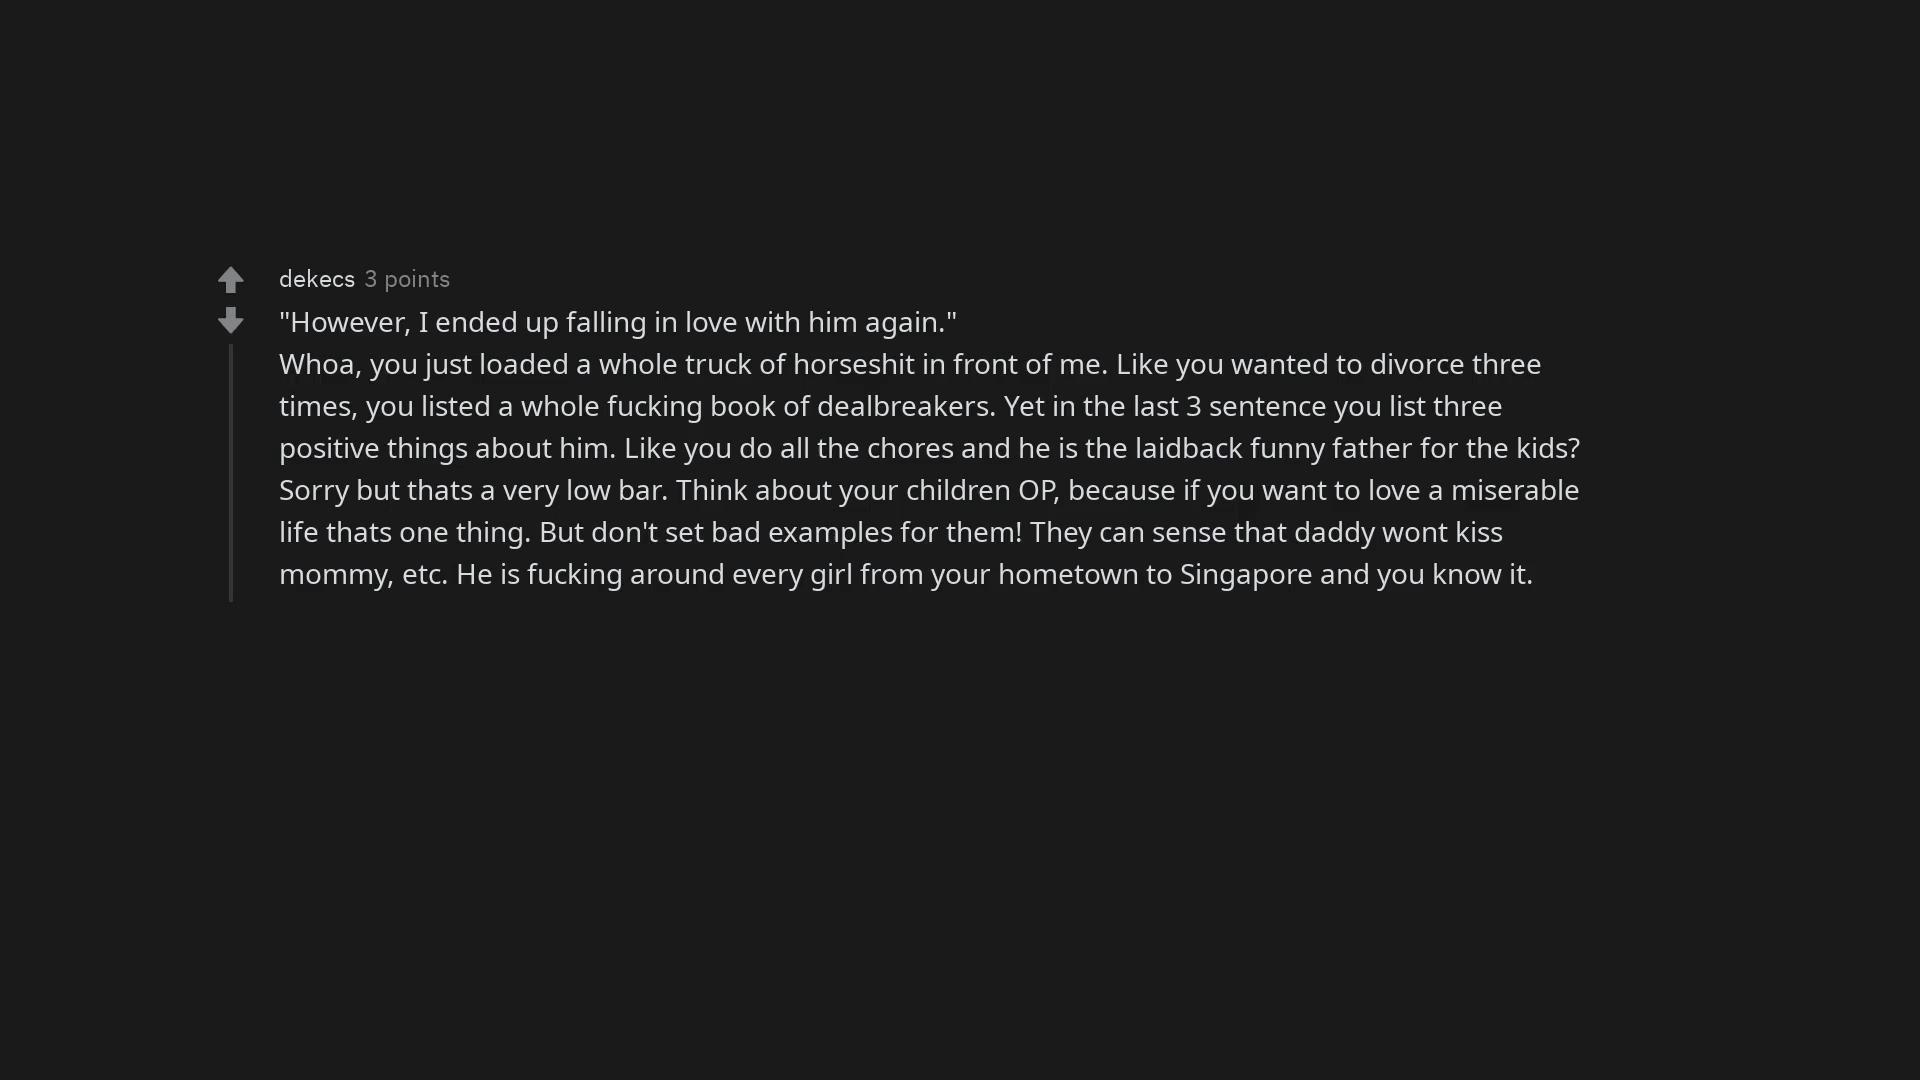 dekecs 3 points
"However, I ended up falling in love with him again."
Whoa, you just loaded a whole truck of horseshit in front of me. Like you wanted to divorce three
times, you listed a whole fucking book of dealbreakers. Yet in the last 3 sentence you list three
positive things about him. Like you do all the chores and he is the laidback funny father for the kids?
Sorry but thats a very low bar. Think about your children OP, because if you want to love a miserable
life thats one thing. But don't set bad examples for them! They can sense that daddy wont kiss
mommy, etc. He is fucking around every girl from your hometown to Singapore and you know it.